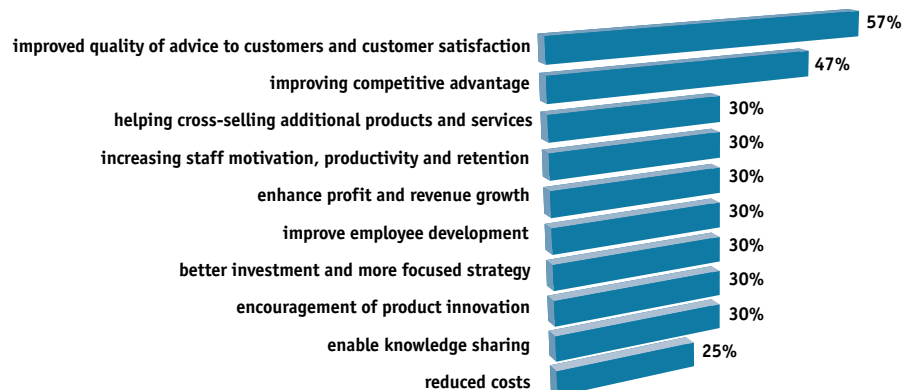 improved quality of advice to customers and customer satisfaction 57%
improving competitive advantage 47%
helping cross-selling additional products and services 30%
increasing staff motivation, productivity and retention 30%
enhance profit and revenue growth 30%
improve employee development 30%
better investment and more focused strategy 30%
encouragement of product innovation 30%
enable knowledge sharing 30%
reduced costs 25%